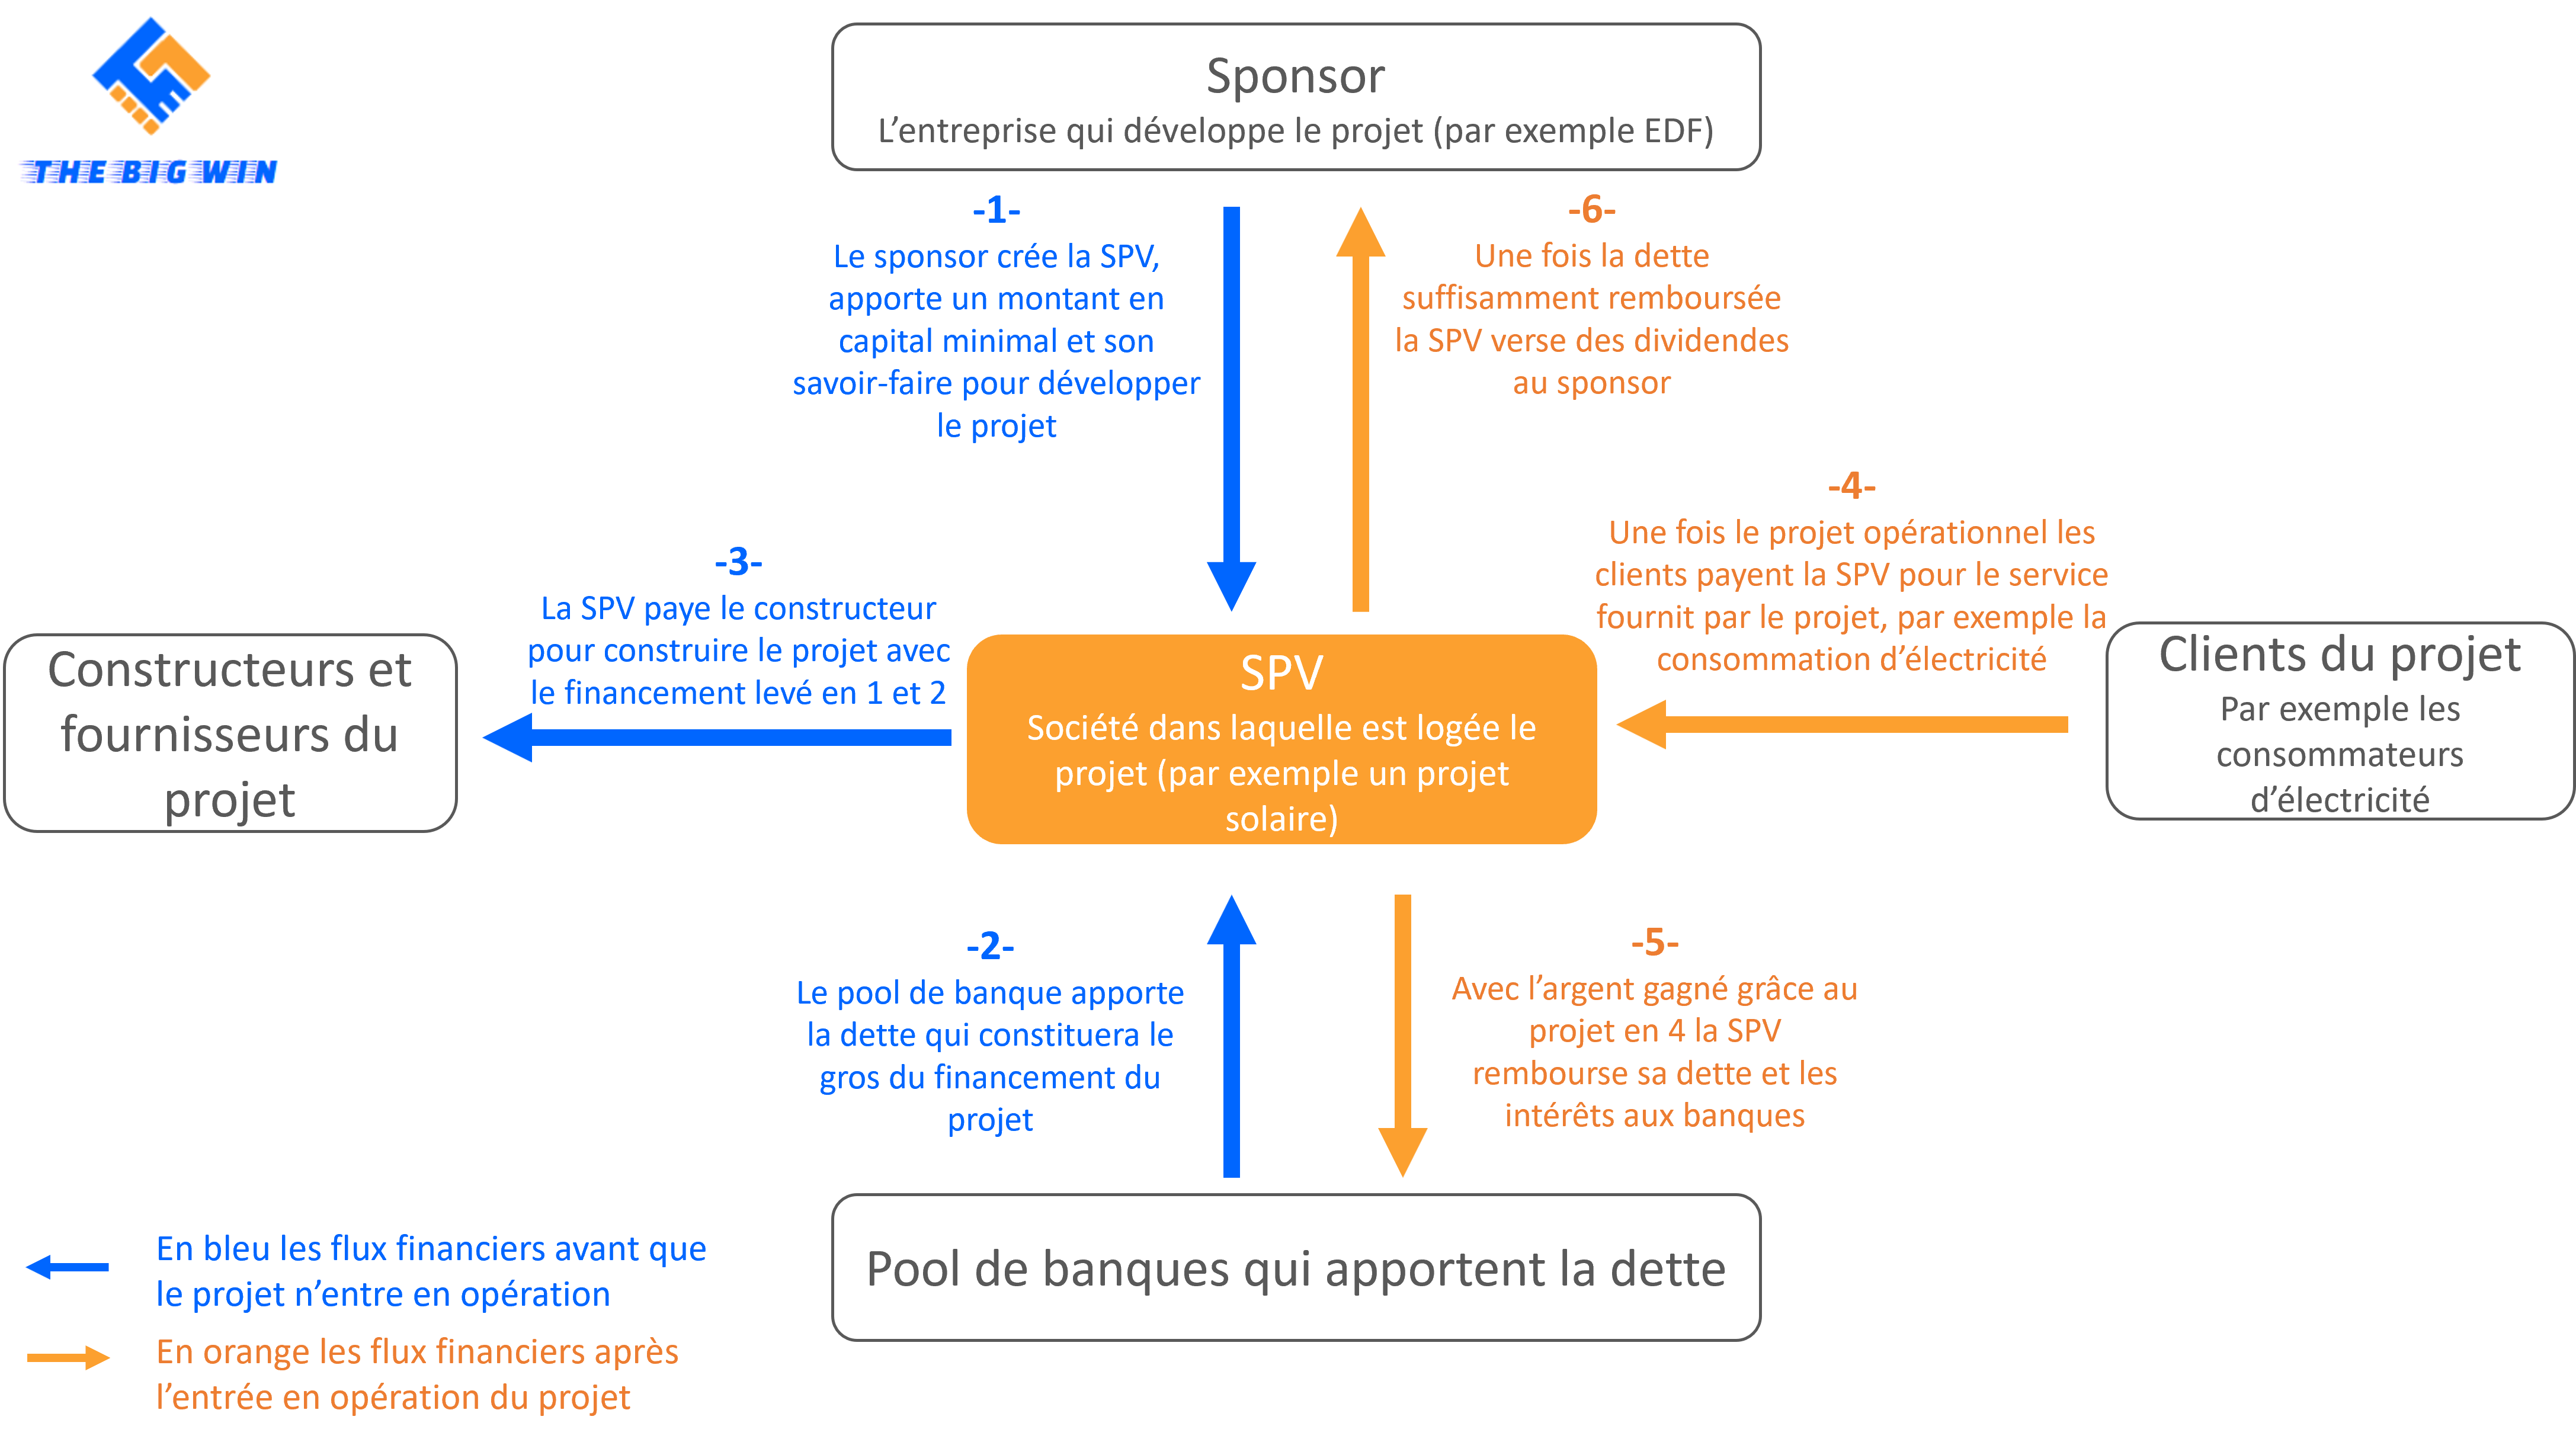 THE BIG WIN
Sponsor
L’entreprise qui développe le projet (par exemple EDF)
-1-
Le sponsor crée la SPV,
apporte un montant en
capital minimal et son
savoir-faire pour développer
le projet
-6-
Une fois la dette
suffisamment remboursée
la SPV verse des dividendes
au sponsor
-3-
La SPV paye le constructeur
pour construire le projet avec
le financement levé en 1 et 2
-4-
Une fois le projet opérationnel les
clients payent la SPV pour le service
fournit par le projet, par exemple la
consommation d’électricité
Constructeurs et
fournisseurs du
projet
SPV
Société dans laquelle est logée le
projet (par exemple un projet
solaire)
Clients du projet
Par exemple les
consommateurs
d’électricité
-2-
Le pool de banque apporte
la dette qui constituera le
gros du financement du
projet
-5-
Avec l’argent gagné grâce au
projet en 4 la SPV
rembourse sa dette et les
intérêts aux banques
Pool de banques qui apportent la dette
En bleu les flux financiers avant que
le projet n’entre en opération
En orange les flux financiers après
l’entrée en opération du projet